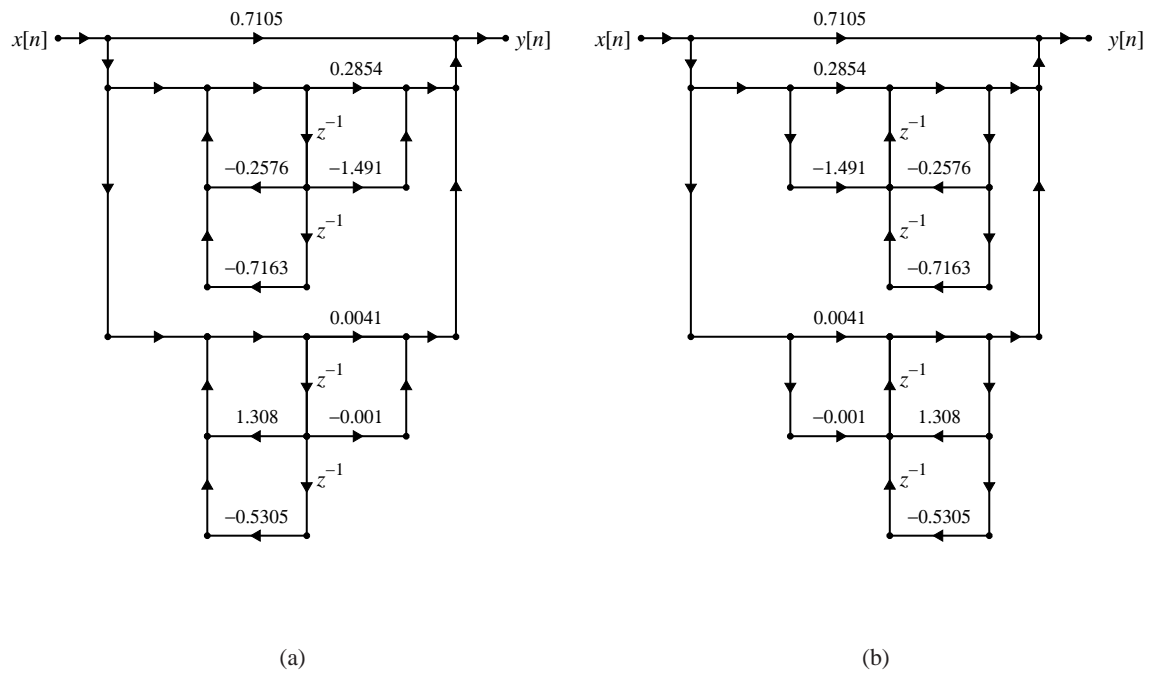 0.7105 0.7105
x[n] y[n] x[n] y[n]
0.2854 0.2854
z⁻¹ z⁻¹
−0.2576 −1.491 −1.491 −0.2576
z⁻¹ z⁻¹
−0.7163 −0.7163
0.0041 0.0041
z⁻¹ z⁻¹
1.308 −0.001 −0.001 1.308
z⁻¹ z⁻¹
−0.5305 −0.5305
(a) (b)